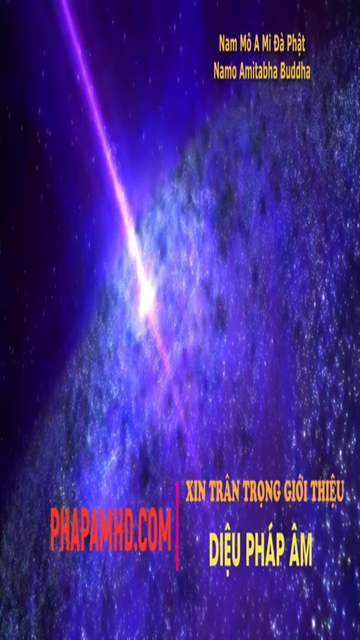 Nam Mô A Mi Đà Phật
Namo Amitabha Buddha
XIN TRÂN TRỌNG GIỚI THIỆU
PHAPAMHD.COM
DIỆU PHÁP ÂM